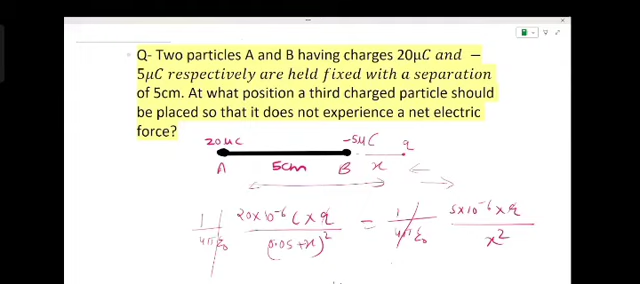 Q- Two particles A and B having charges 20μC and −
5μC respectively are held fixed with a separation
of 5cm. At what position a third charged particle should
be placed so that it does not experience a net electric
force?
20μC -5μC q
A 5cm B x
1/4πε₀ 20×10⁻⁶ C × q/(0.05+x)² = 1/4πε₀ 5×10⁻⁶ × q/x²